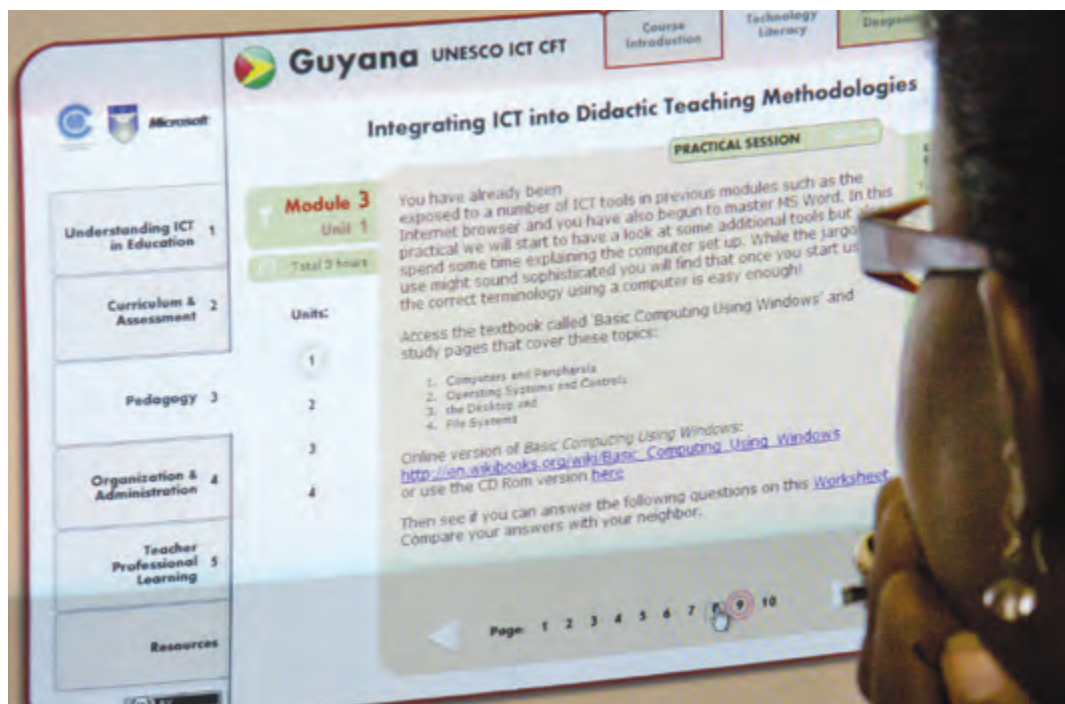 Guyana UNESCO ICT CFT
Course
Introduction
Technology
Literacy
Microsoft
Integrating ICT into Didactic Teaching Methodologies
PRACTICAL SESSION
Understanding ICT 1
in Education
Curriculum & 2
Assessment
Pedagogy 3
Organization & 4
Administration
Teacher
Professional 5
Learning
Resources
Module 3
Unit 1
Total 3 hours
Units:
1
2
3
4
You have already been
exposed to a number of ICT tools in previous modules such as the
Internet browser and you have also begun to master MS Word. In this
practical we will start to have a look at some additional tools but
spend some time explaining the computer set up. While the jargo
use might sound sophisticated you will find that once you start us
the correct terminology using a computer is easy enough!
Access the textbook called 'Basic Computing Using Windows' and
study pages that cover these topics:
1. Computers and Peripherals
2. Operating Systems and Controls
3. the Desktop and
4. File Systems
Online version of Basic Computing Using Windows:
http://en.wikibooks.org/wiki/Basic_Computing_Using_Windows
or use the CD Rom version here
Then see if you can answer the following questions on this Worksheet
Compare your answers with your neighbor.
Page: 1 2 3 4 5 6 7 8 9 10